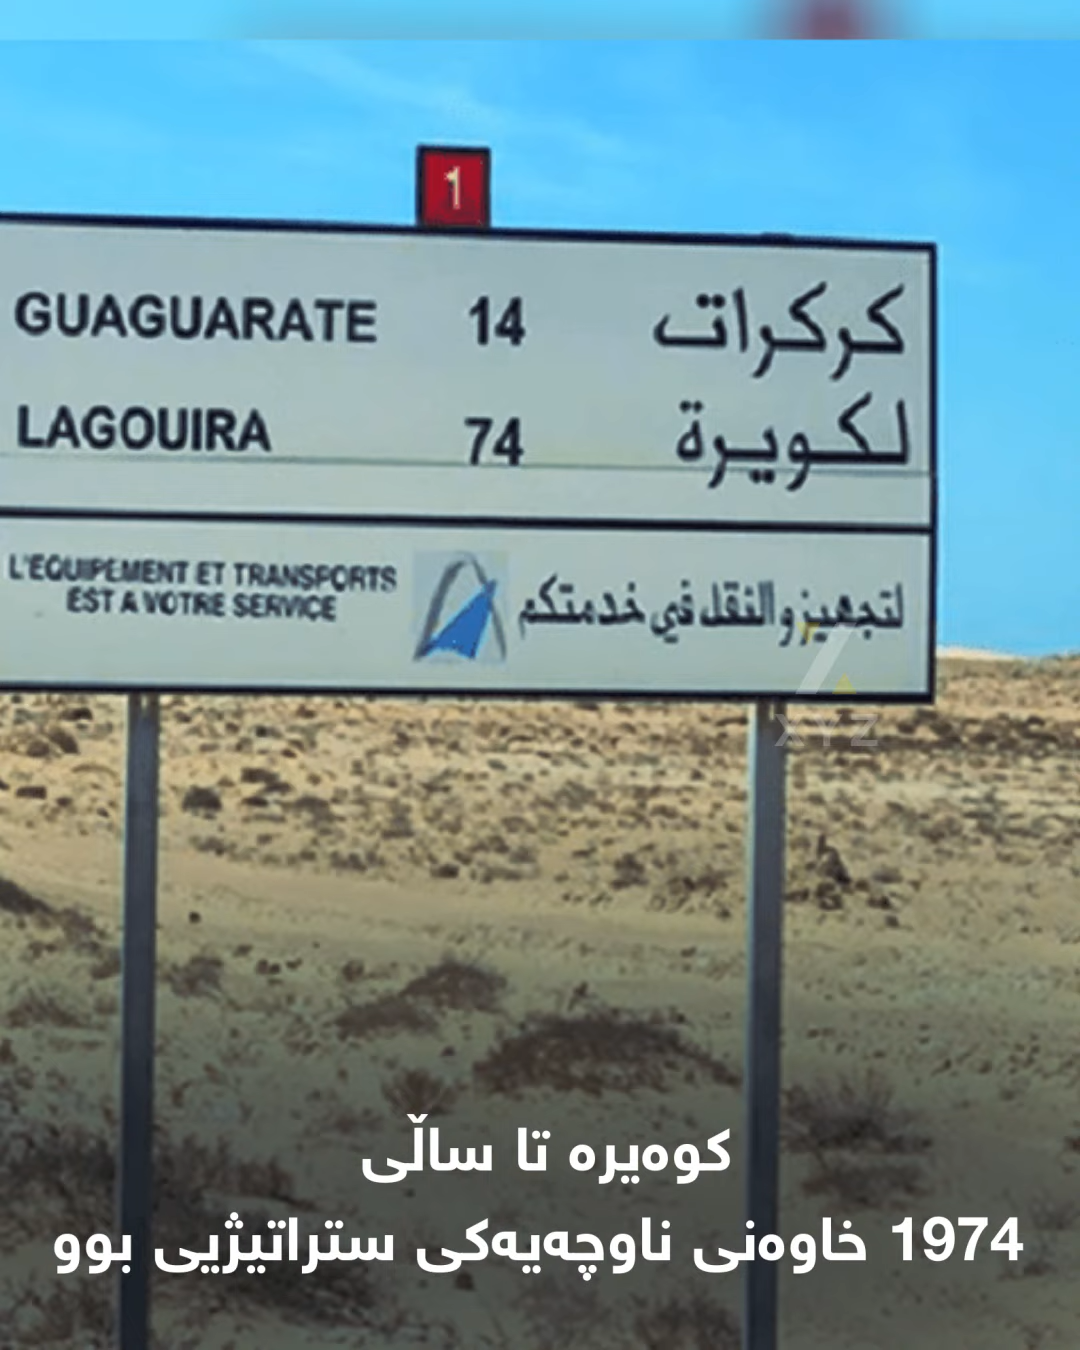 1
GUAGUARATE 14 كركرات
LAGOUIRA 74 لكويرة
L'EQUIPEMENT ET TRANSPORTS
EST A VOTRE SERVICE
لتجهيز والنقل في خدمتكم
XYZ
کوەیرە تا ساڵی
1974 خاوەنی ناوچەیەکی ستراتیژیی بوو